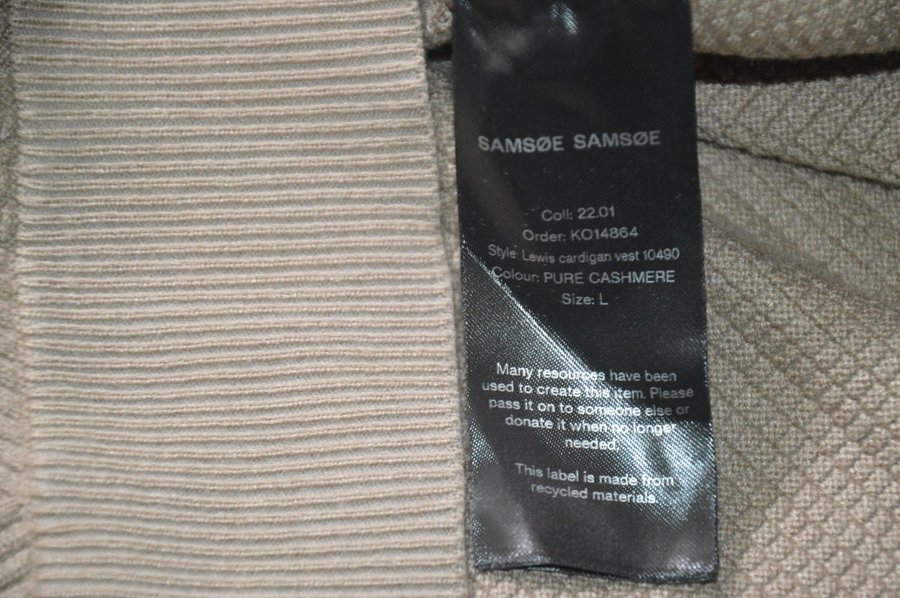 SAMSØE SAMSØE
Coll: 22.01
Order: KO14864
Style: Lewis cardigan vest 10490
Colour: PURE CASHMERE
Size: L
Many resources have been
used to create this item. Please
pass it on to someone else or
donate it when no longer
needed.
This label is made from
recycled materials.